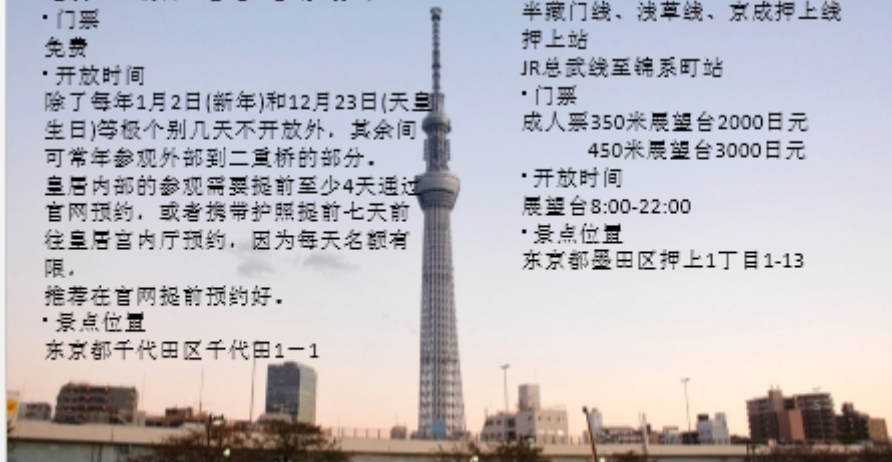 ·门票
免费
·开放时间
除了每年1月2日(新年)和12月23日(天皇
生日)等极个别几天不开放外，其余间
可常年参观外部到二重桥的部分。
皇居内部的参观需要提前至少4天通过
官网预约，或者携带护照提前七天前
往皇居宫内厅预约，因为每天名额有
限，
推荐在官网提前预约好。
·景点位置
东京都千代田区千代田1－1
半藏门线、浅草线、京成押上线
押上站
JR总武线至锦系町站
·门票
成人票350米展望台2000日元
450米展望台3000日元
·开放时间
展望台8:00-22:00
·景点位置
东京都墨田区押上1丁目1-13